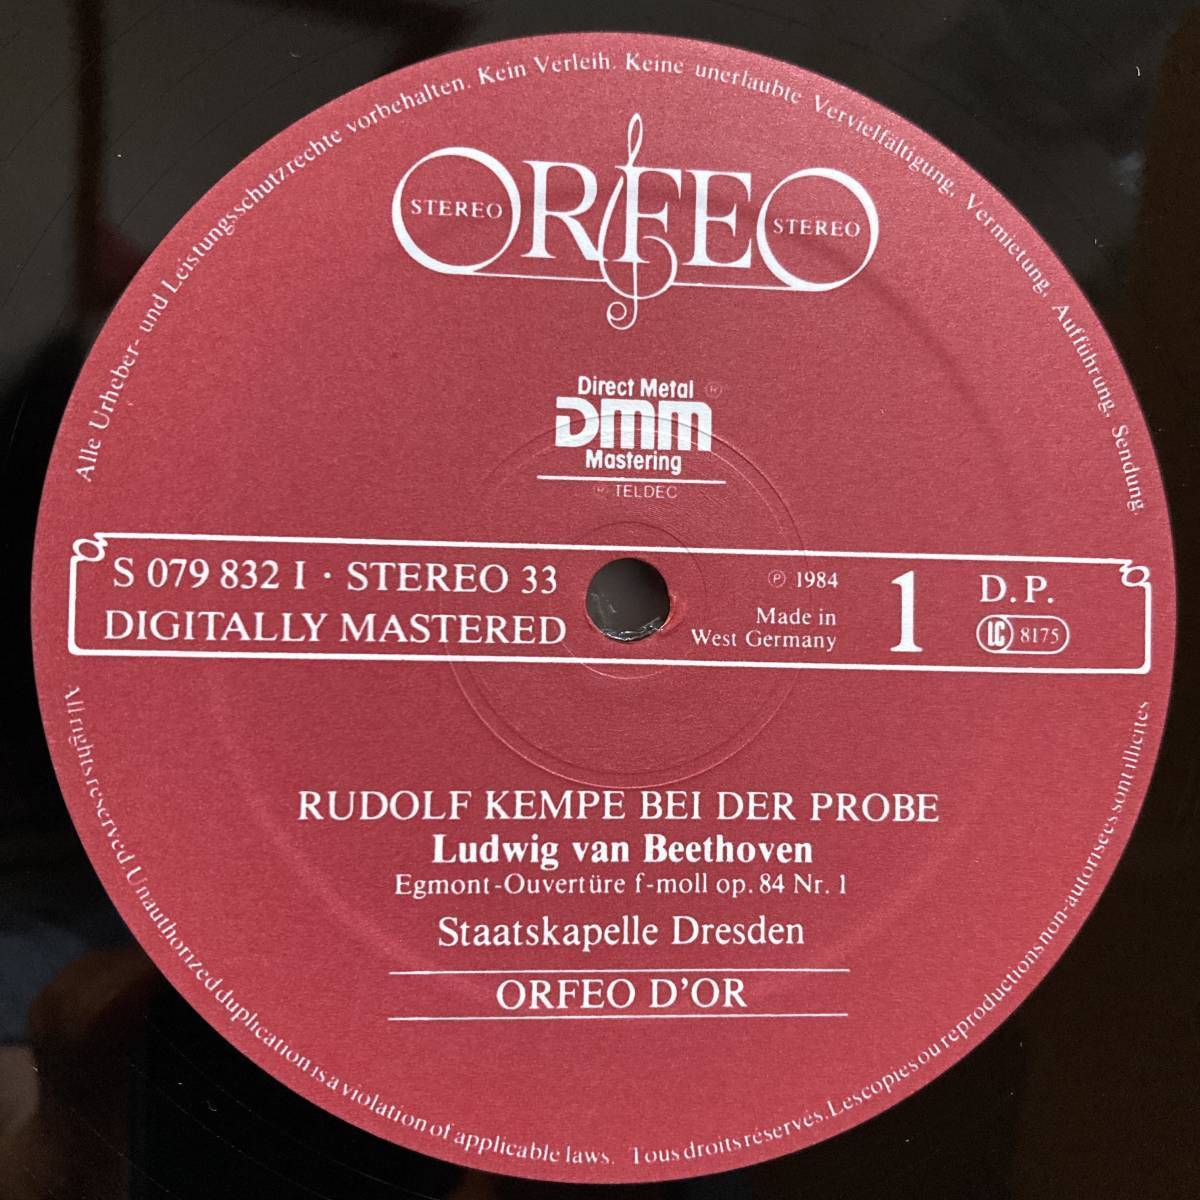 Alle Urheber- und Leistungsschutzrechte vorbehalten. Kein Verleih. Keine unerlaubte Vervielfältigung, Vermietung, Aufführung, Sendung.
ORFEO
STEREO STEREO
Direct Metal ®
DMM
Mastering
® TELDEC
S 079 832 I · STEREO 33
DIGITALLY MASTERED
℗ 1984
Made in
West Germany
1
D.P.
LC 8175
RUDOLF KEMPE BEI DER PROBE
Ludwig van Beethoven
Egmont-Ouvertüre f-moll op. 84 Nr. 1
Staatskapelle Dresden
ORFEO D'OR
All rights reserved. Unauthorized duplication is a violation of applicable laws. Tous droits réservés. Les copies ou reproductions non-autorisées sont illicites